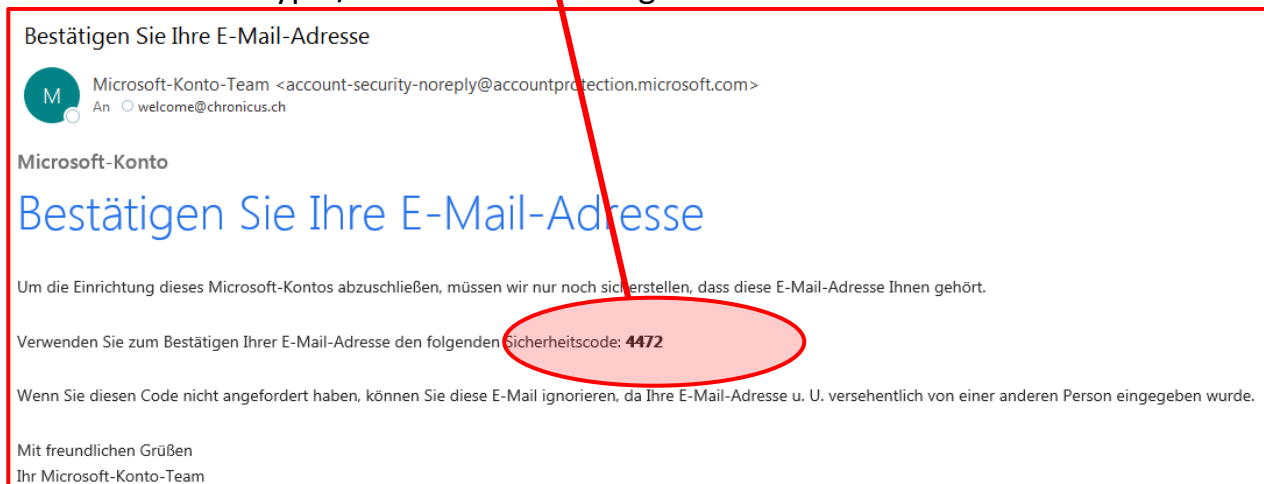 Bestätigen Sie Ihre E-Mail-Adresse
M
Microsoft-Konto-Team <account-security-noreply@accountprotection.microsoft.com>
An welcome@chronicus.ch
Microsoft-Konto
Bestätigen Sie Ihre E-Mail-Adresse
Um die Einrichtung dieses Microsoft-Kontos abzuschließen, müssen wir nur noch sicherstellen, dass diese E-Mail-Adresse Ihnen gehört.
Verwenden Sie zum Bestätigen Ihrer E-Mail-Adresse den folgenden Sicherheitscode: 4472
Wenn Sie diesen Code nicht angefordert haben, können Sie diese E-Mail ignorieren, da Ihre E-Mail-Adresse u. U. versehentlich von einer anderen Person eingegeben wurde.
Mit freundlichen Grüßen
Ihr Microsoft-Konto-Team